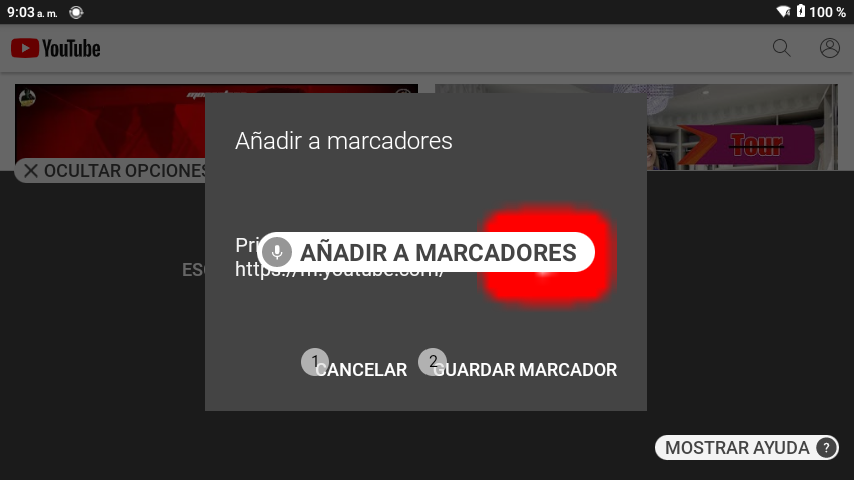 9:03 a. m.
100 %
YouTube
Tour
OCULTAR OPCIONES
Añadir a marcadores
AÑADIR A MARCADORES
https://m.youtube.com/
1 CANCELAR
2 GUARDAR MARCADOR
MOSTRAR AYUDA ?